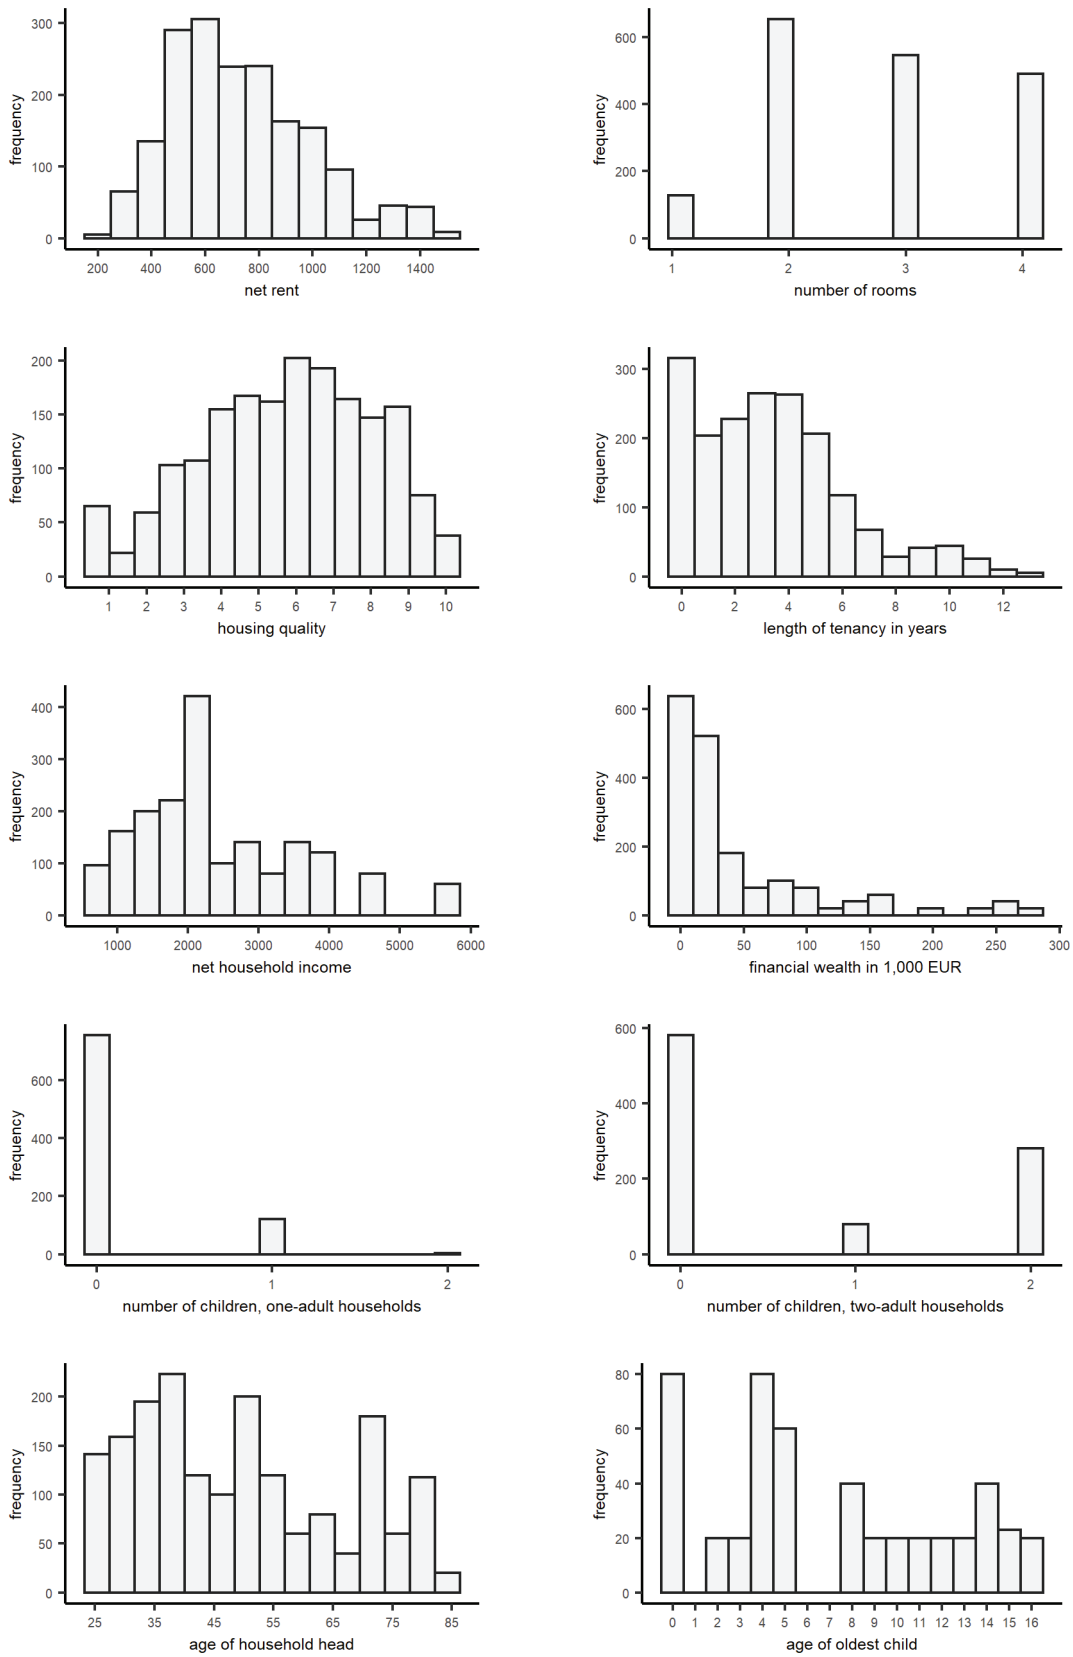 frequency
300
200
100
0
200 400 600 800 1000 1200 1400
net rent
frequency
600
400
200
0
1 2 3 4
number of rooms
frequency
200
150
100
50
0
1 2 3 4 5 6 7 8 9 10
housing quality
frequency
300
200
100
0
0 2 4 6 8 10 12
length of tenancy in years
frequency
400
300
200
100
0
1000 2000 3000 4000 5000 6000
net household income
frequency
600
400
200
0
0 50 100 150 200 250 300
financial wealth in 1,000 EUR
frequency
600
400
200
0
0 1 2
number of children, one-adult households
frequency
600
400
200
0
0 1 2
number of children, two-adult households
frequency
200
150
100
50
0
25 35 45 55 65 75 85
age of household head
frequency
80
60
40
20
0
0 1 2 3 4 5 6 7 8 9 10 11 12 13 14 15 16
age of oldest child